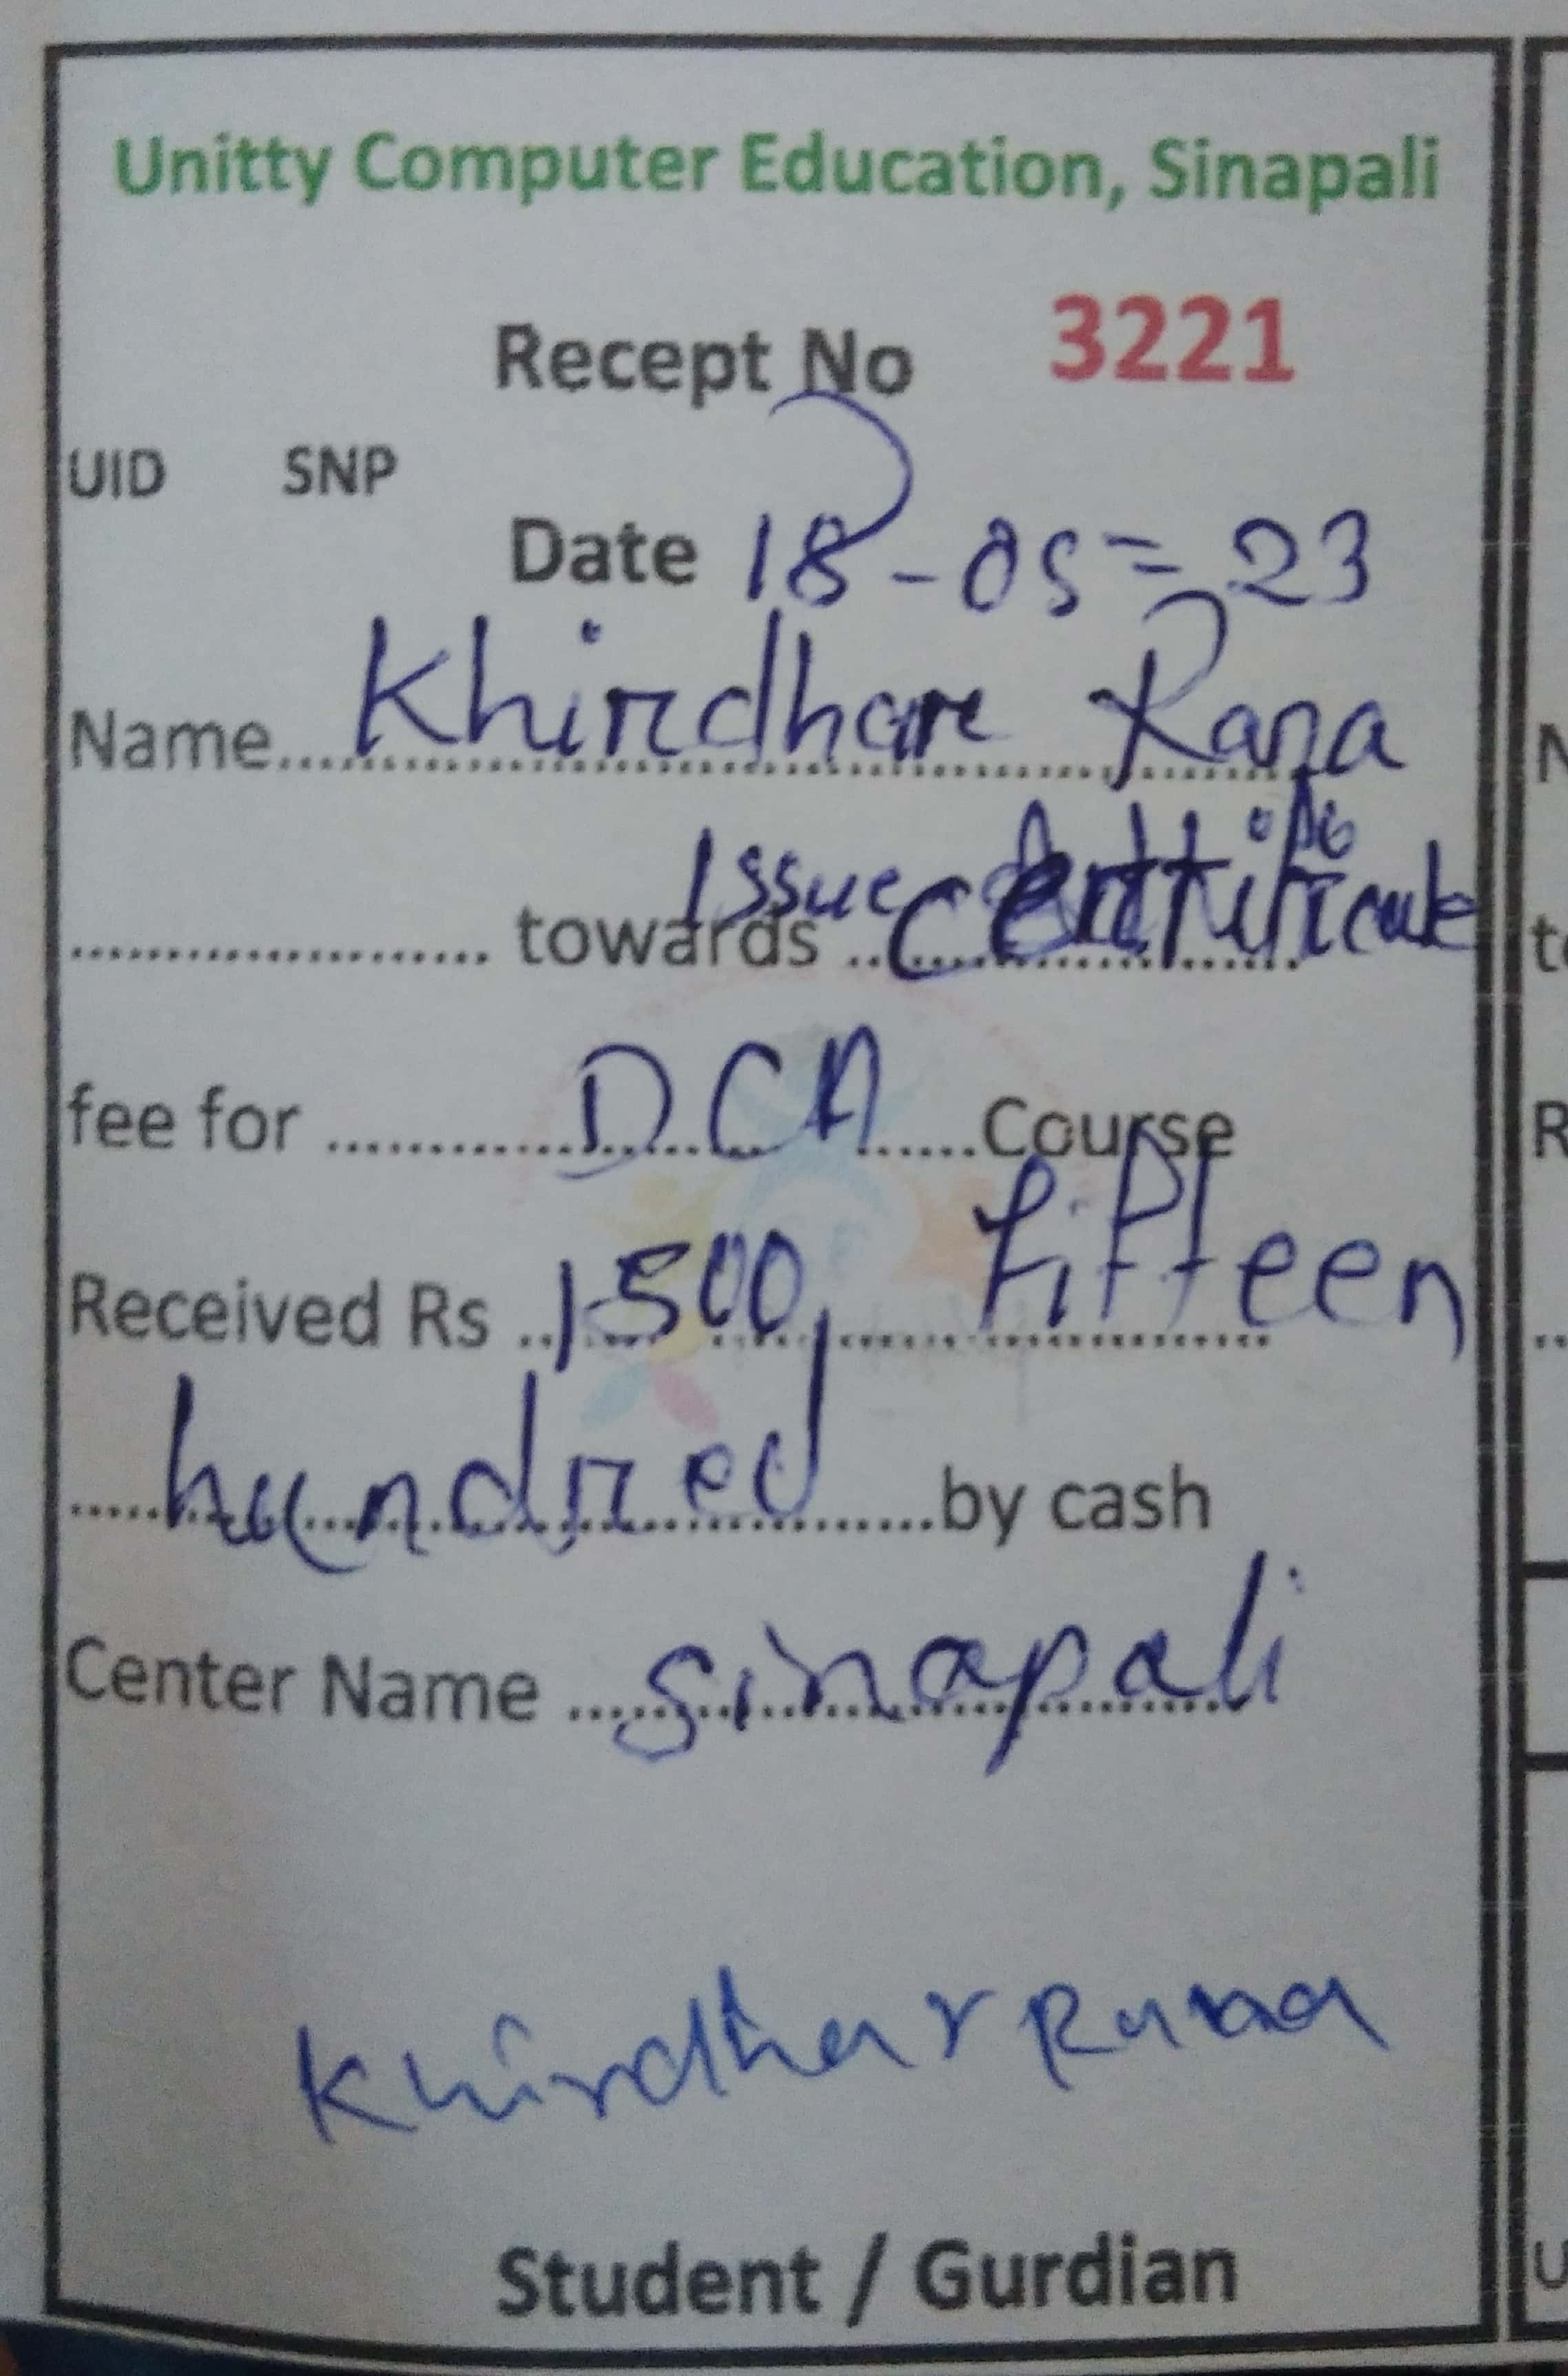 Unitty Computer Education, Sinapali
Recept No 3221
UID SNP
Date 18-05=23
Name...Khirdhar Rana
Issue
............ towards ...Certificate
fee for ............DCA......Course
Received Rs ..1500/.... fifteen
.....hundred........by cash
Center Name ....Sinapali....
Khirdhar Rana
Student / Gurdian